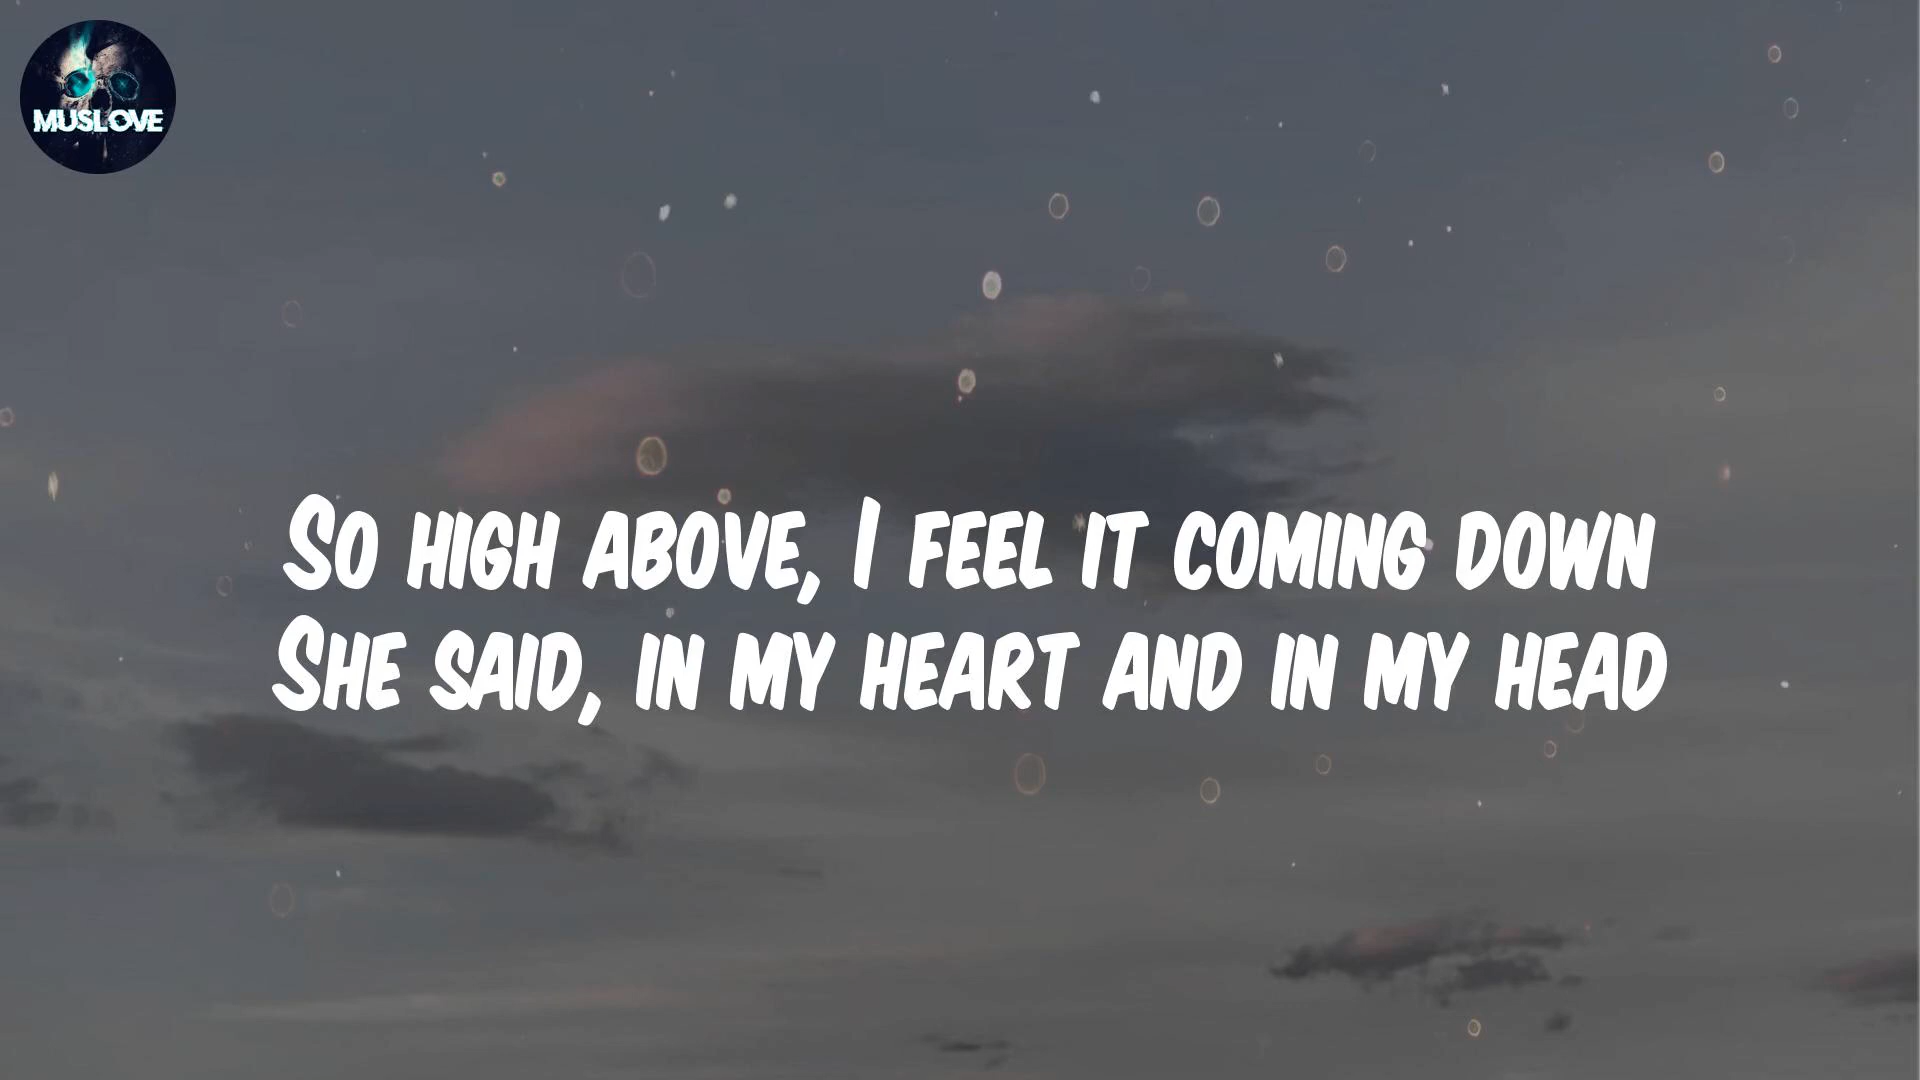 MUSLOVE
So high above, I feel it coming down
She said, in my heart and in my head